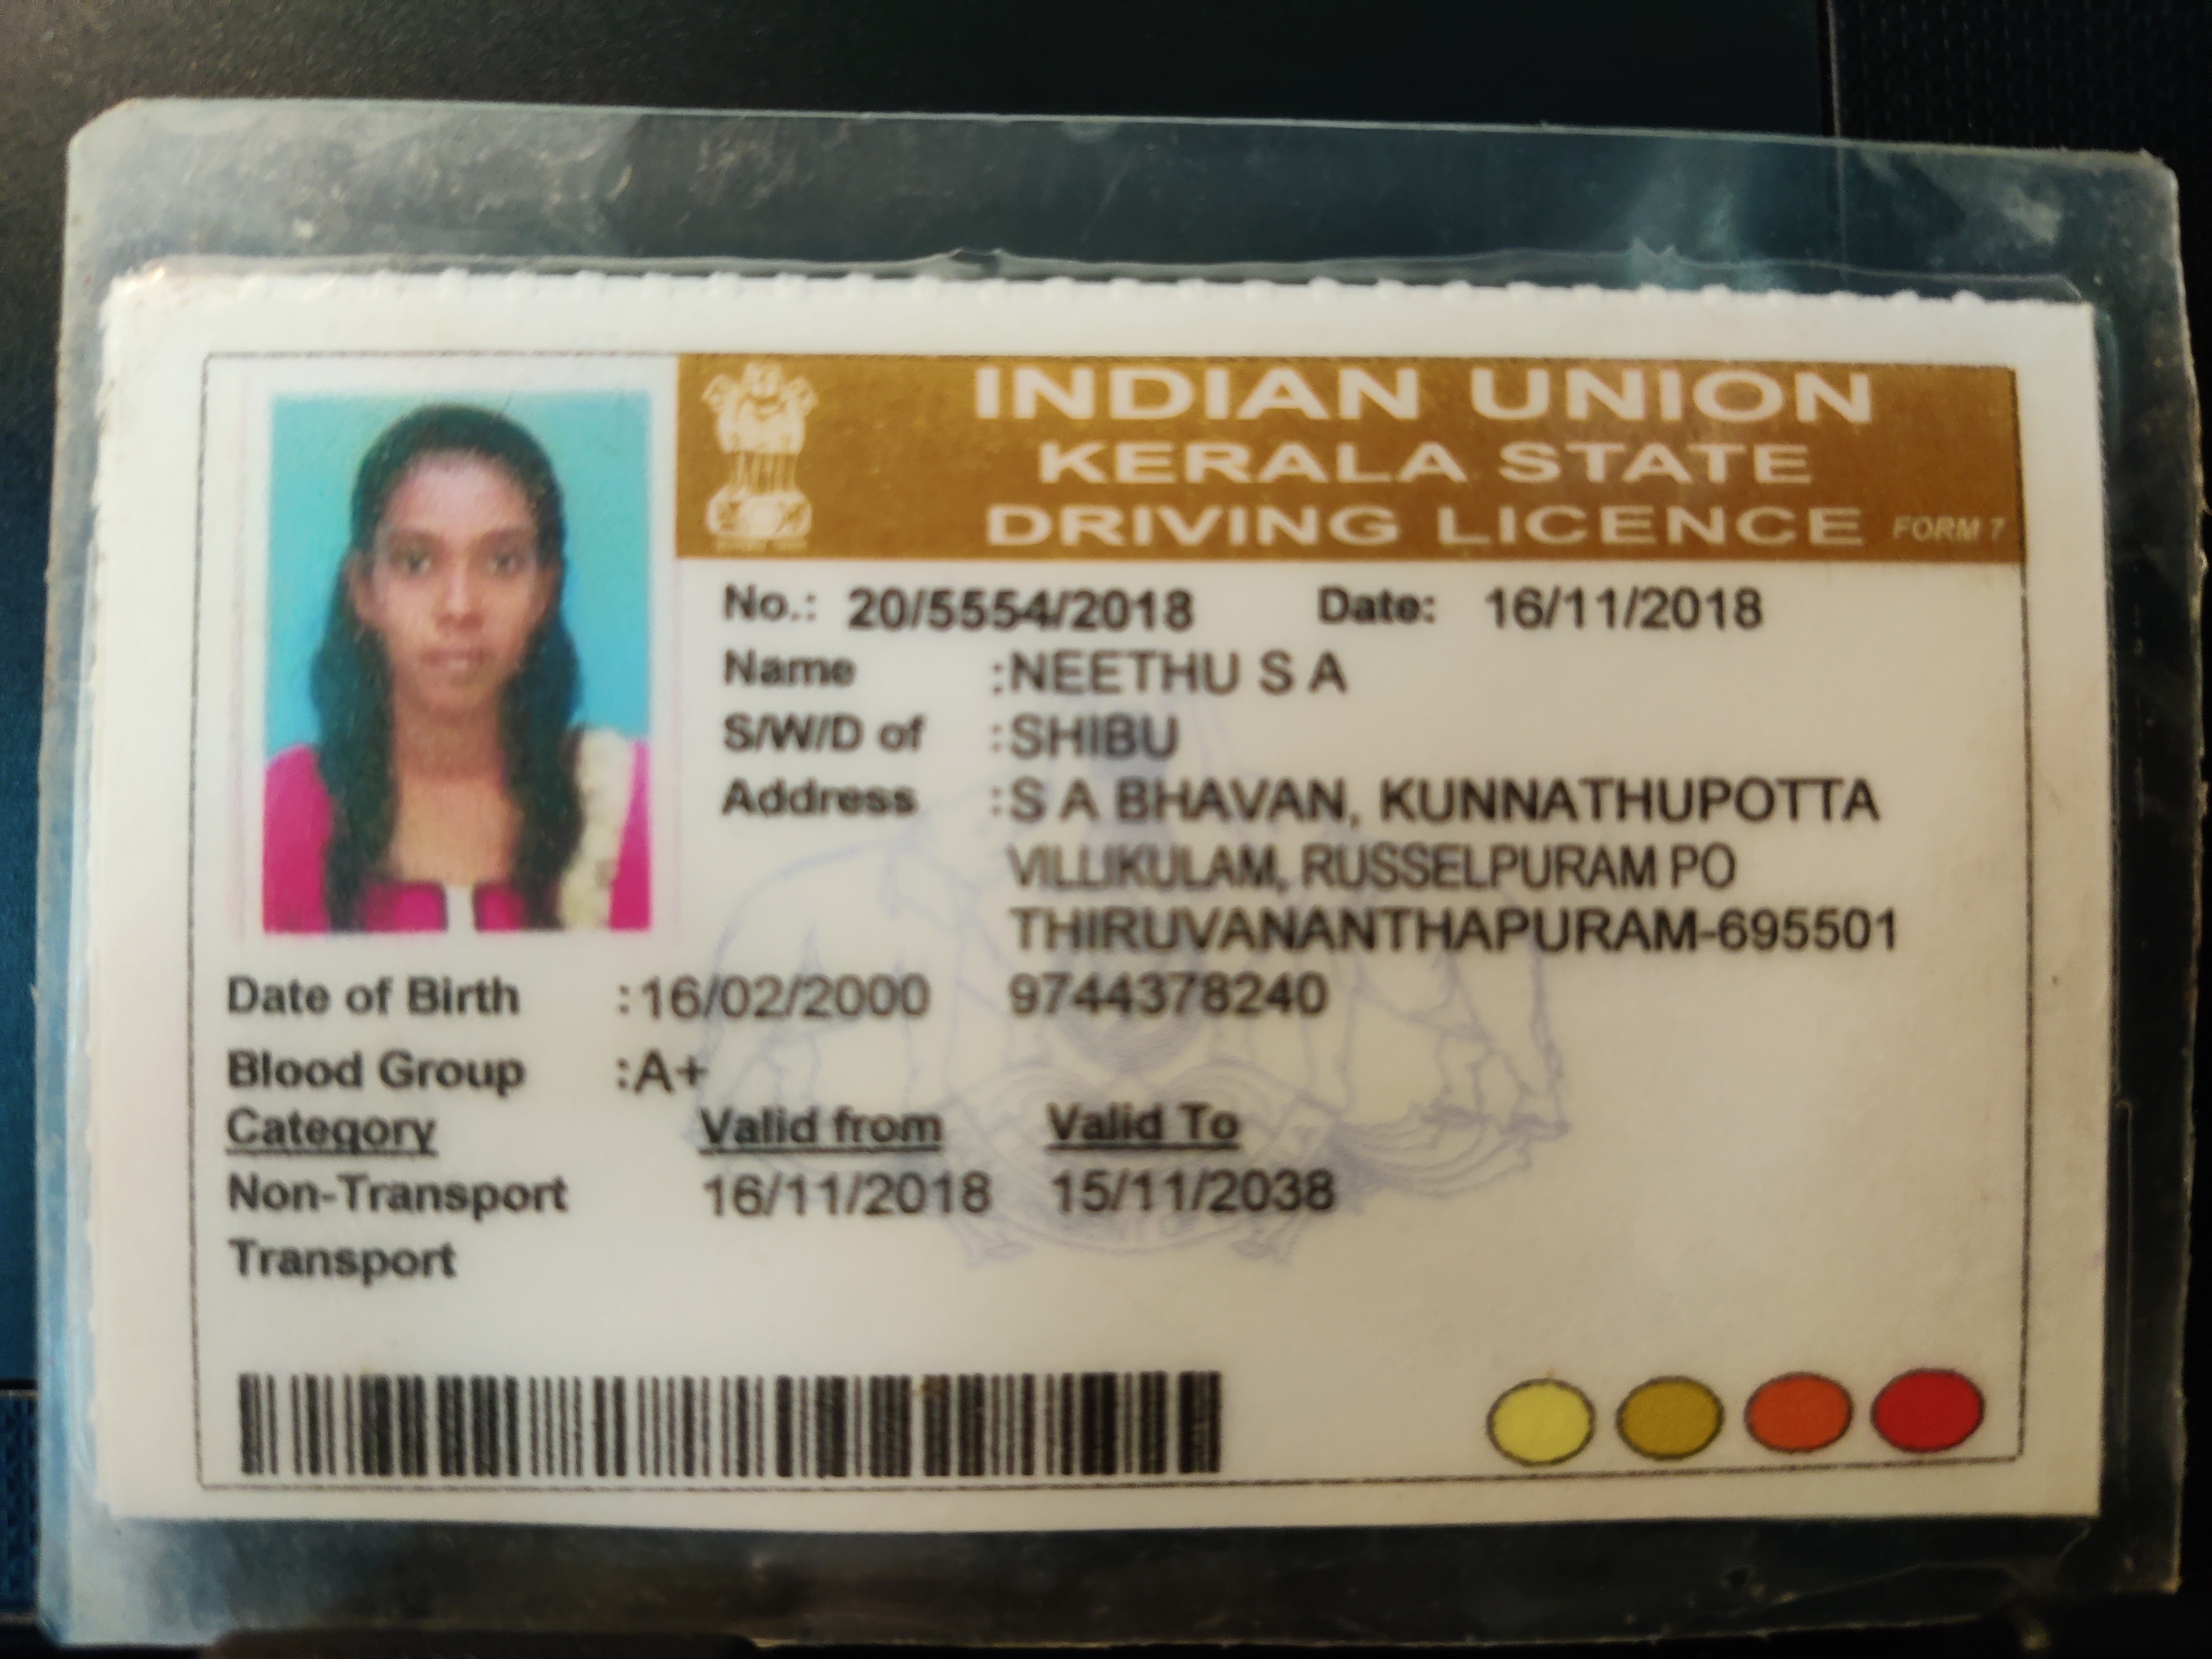 INDIAN UNION
KERALA STATE
DRIVING LICENCE FORM 7
No.: 20/5554/2018 Date: 16/11/2018
Name :NEETHU S A
S/W/D of :SHIBU
Address :S A BHAVAN, KUNNATHUPOTTA
VILLIKULAM, RUSSELPURAM PO
THIRUVANANTHAPURAM-695501
Date of Birth :16/02/2000 9744378240
Blood Group :A+
Category Valid from Valid To
Non-Transport 16/11/2018 15/11/2038
Transport